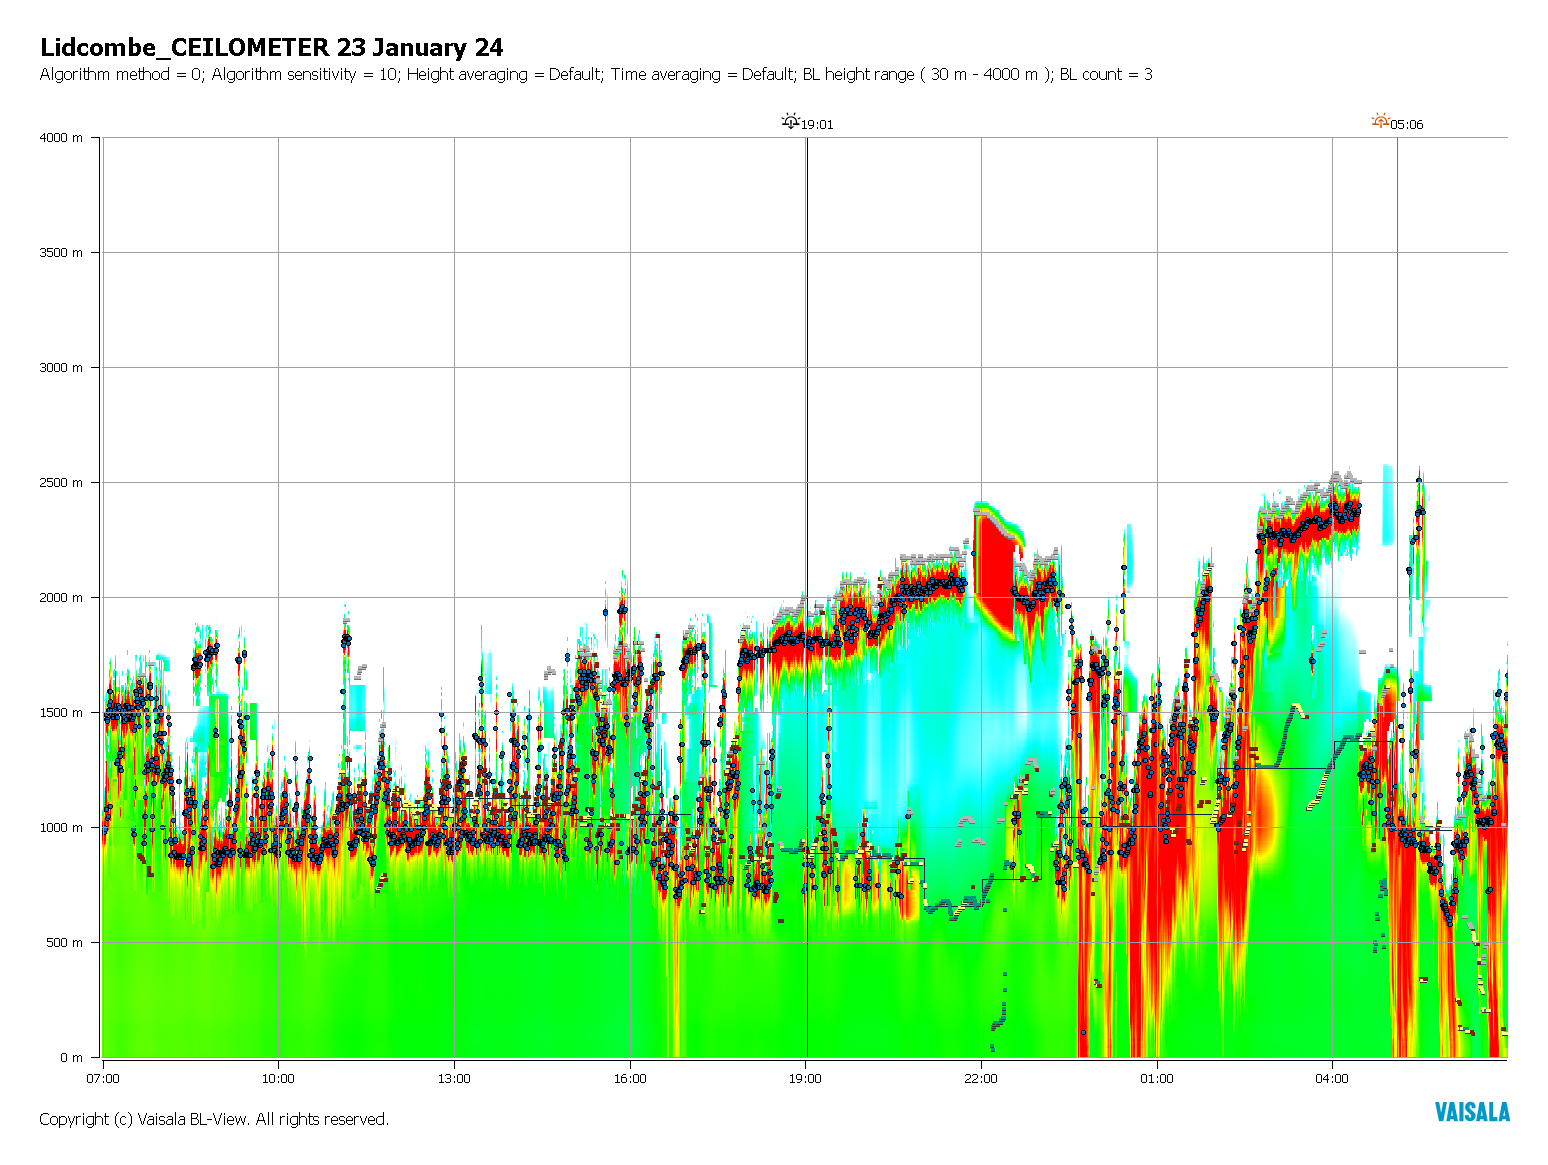 Lidcombe_CEILOMETER 23 January 24
Algorithm method = 0; Algorithm sensitivity = 10; Height averaging = Default; Time averaging = Default; BL height range ( 30 m - 4000 m ); BL count = 3
19:01
05:06
4000 m
3500 m
3000 m
2500 m
2000 m
1500 m
1000 m
500 m
0 m
07:00
10:00
13:00
16:00
19:00
22:00
01:00
04:00
Copyright (c) Vaisala BL-View. All rights reserved.
VAISALA